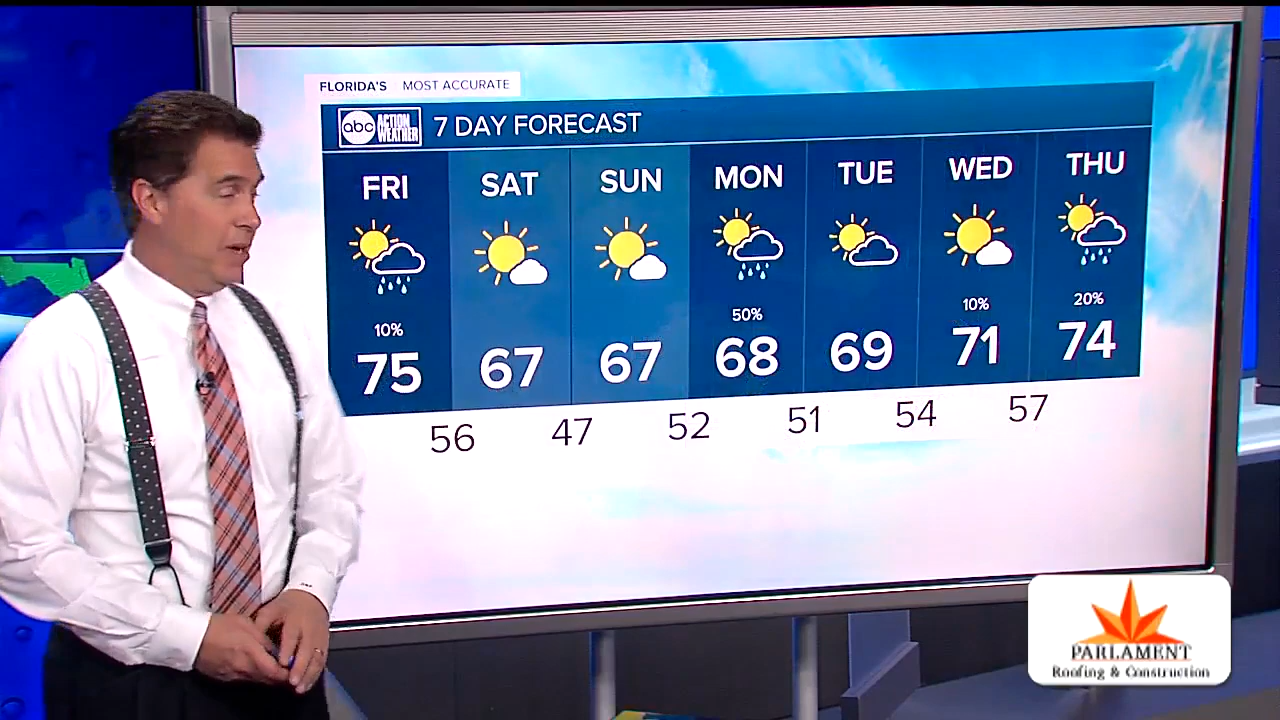 FLORIDA'S MOST ACCURATE
abc ACTION WEATHER 7 DAY FORECAST
FRI SAT SUN MON TUE WED THU
10% 50% 10% 20%
75 67 67 68 69 71 74
56 47 52 51 54 57
PARLAMENT
Roofing & Construction